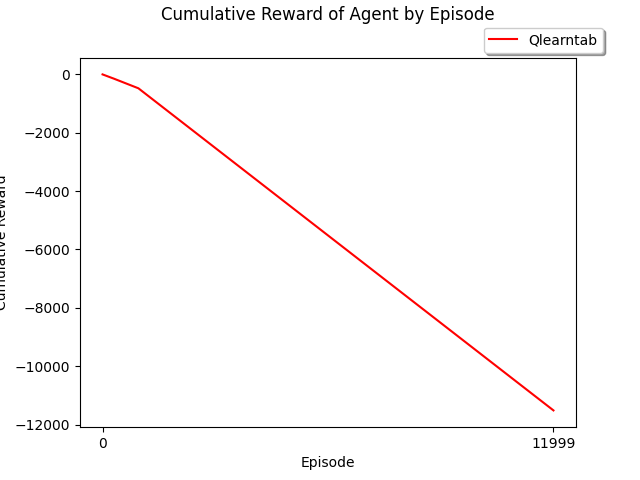 Cumulative Reward of Agent by Episode
Qlearntab
0
−2000
−4000
−6000
−8000
−10000
−12000
Cumulative Reward
0
11999
Episode